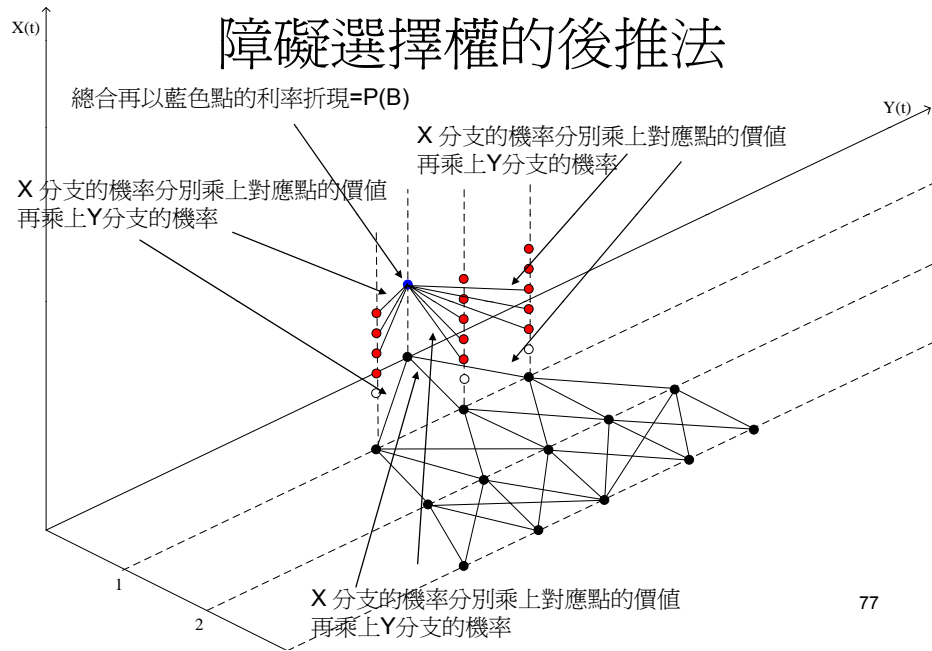 X(t)
障礙選擇權的後推法
總合再以藍色點的利率折現=P(B)
Y(t)
X 分支的機率分別乘上對應點的價值
再乘上Y分支的機率
X 分支的機率分別乘上對應點的價值
再乘上Y分支的機率
1
2
X 分支的機率分別乘上對應點的價值
再乘上Y分支的機率
77